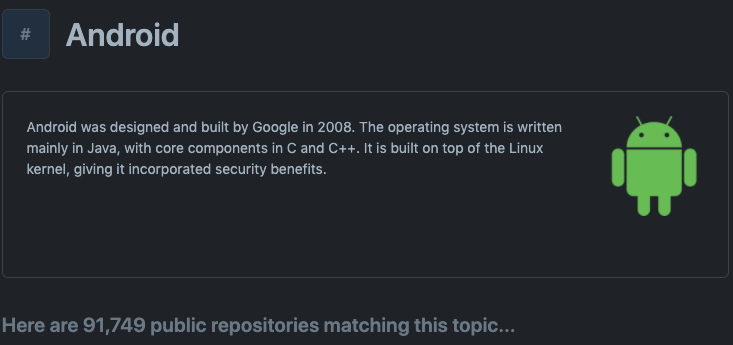 #
Android
Android was designed and built by Google in 2008. The operating system is written
mainly in Java, with core components in C and C++. It is built on top of the Linux
kernel, giving it incorporated security benefits.
Here are 91,749 public repositories matching this topic...